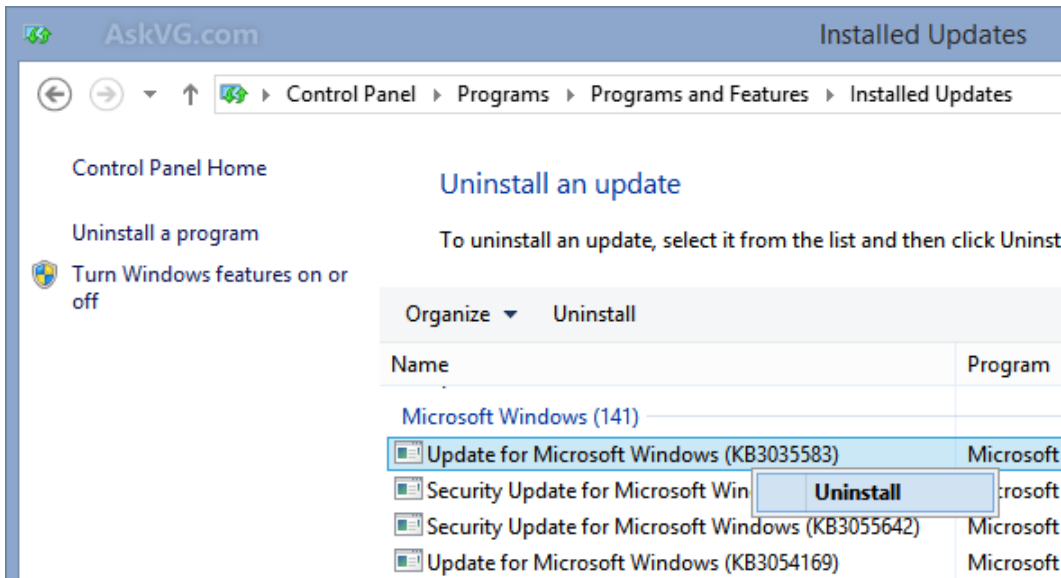 AskVG.com
Installed Updates
Control Panel Programs Programs and Features Installed Updates
Control Panel Home
Uninstall a program
Turn Windows features on or
off
Uninstall an update
To uninstall an update, select it from the list and then click Uninst
Organize Uninstall
Name Program
Microsoft Windows (141)
Update for Microsoft Windows (KB3035583) Microsoft
Security Update for Microsoft Win Uninstall rosoft
Security Update for Microsoft Windows (KB3055642) Microsoft
Update for Microsoft Windows (KB3054169) Microsoft